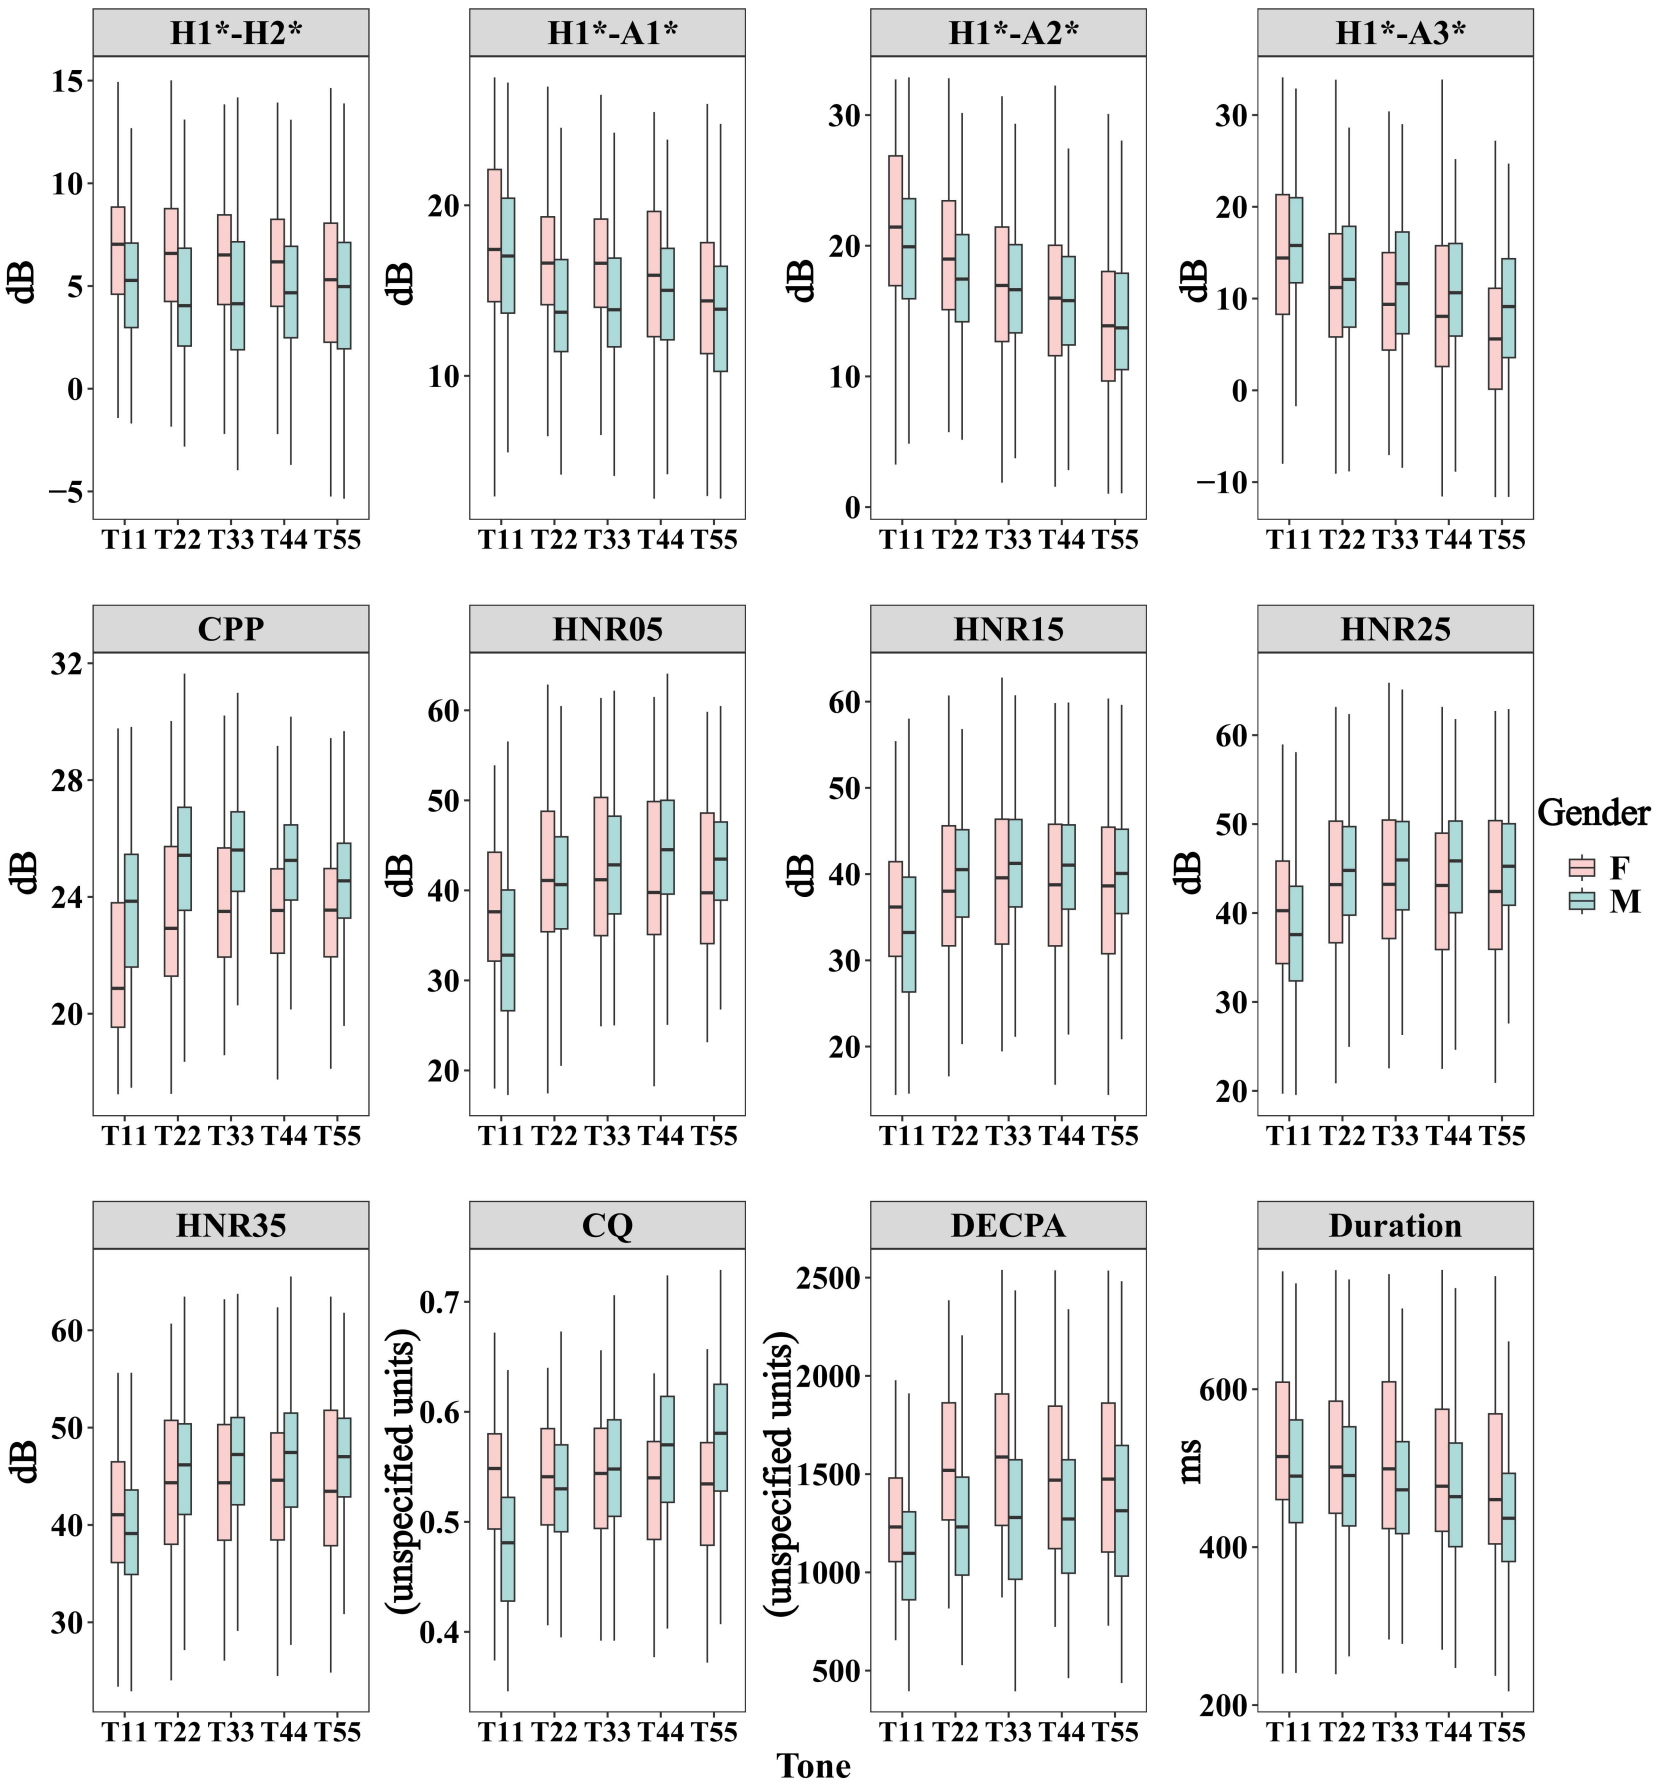 H1*-H2* H1*-A1* H1*-A2* H1*-A3*
dB
15
10
5
0
−5
T11 T22 T33 T44 T55
dB
20
10
T11 T22 T33 T44 T55
dB
30
20
10
0
T11 T22 T33 T44 T55
dB
30
20
10
0
−10
T11 T22 T33 T44 T55
CPP HNR05 HNR15 HNR25
dB
32
28
24
20
T11 T22 T33 T44 T55
dB
60
50
40
30
20
T11 T22 T33 T44 T55
dB
60
50
40
30
20
T11 T22 T33 T44 T55
dB
60
50
40
30
20
T11 T22 T33 T44 T55
Gender
F
M
HNR35 CQ DECPA Duration
dB
60
50
40
30
T11 T22 T33 T44 T55
(unspecified units)
0.7
0.6
0.5
0.4
T11 T22 T33 T44 T55
(unspecified units)
2500
2000
1500
1000
500
T11 T22 T33 T44 T55
ms
600
400
200
T11 T22 T33 T44 T55
Tone